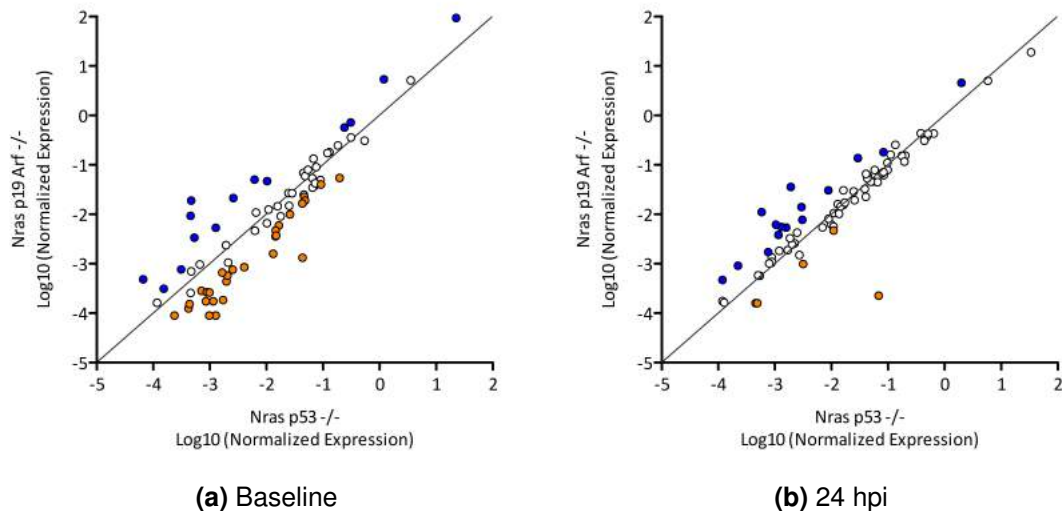 Nras p19 Arf -/-
Log10 (Normalized Expression)
2
1
0
-1
-2
-3
-4
-5
-5 -4 -3 -2 -1 0 1 2
Nras p53 -/-
Log10 (Normalized Expression)
(a) Baseline
Nras p19 Arf -/-
Log10 (Normalized Expression)
2
1
0
-1
-2
-3
-4
-5
-5 -4 -3 -2 -1 0 1 2
Nras p53 -/-
Log10 (Normalized Expression)
(b) 24 hpi